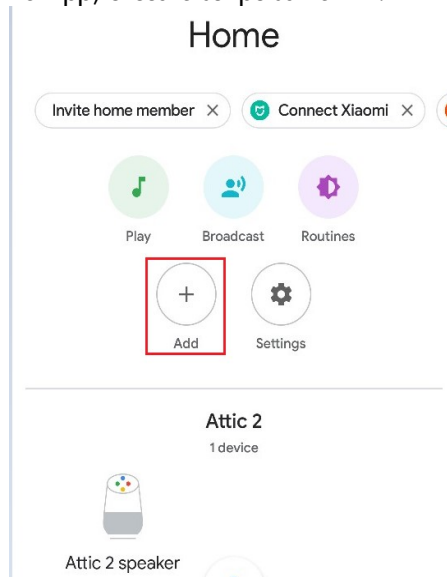 Home
Invite home member
Connect Xiaomi
Play Broadcast Routines
Add Settings
Attic 2
1 device
Attic 2 speaker